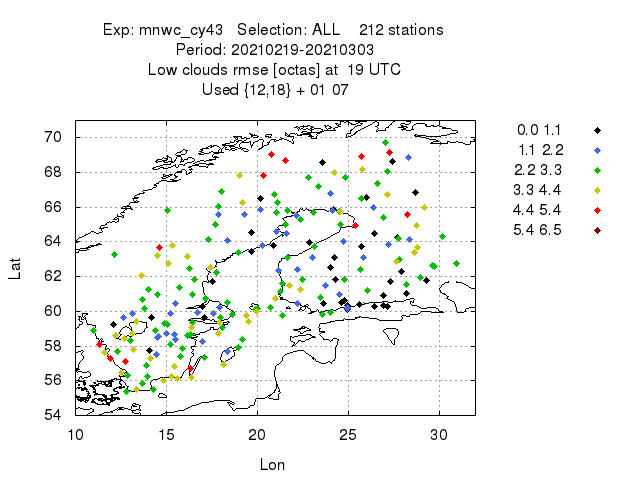 Exp: mnwc_cy43   Selection: ALL    212 stations
Period: 20210219-20210303
Low clouds rmse [octas] at  19 UTC
Used {12,18} + 01 07
70
68
66
64
62
60
58
56
54
10 15 20 25 30
Lat
Lon
0.0 1.1
1.1 2.2
2.2 3.3
3.3 4.4
4.4 5.4
5.4 6.5